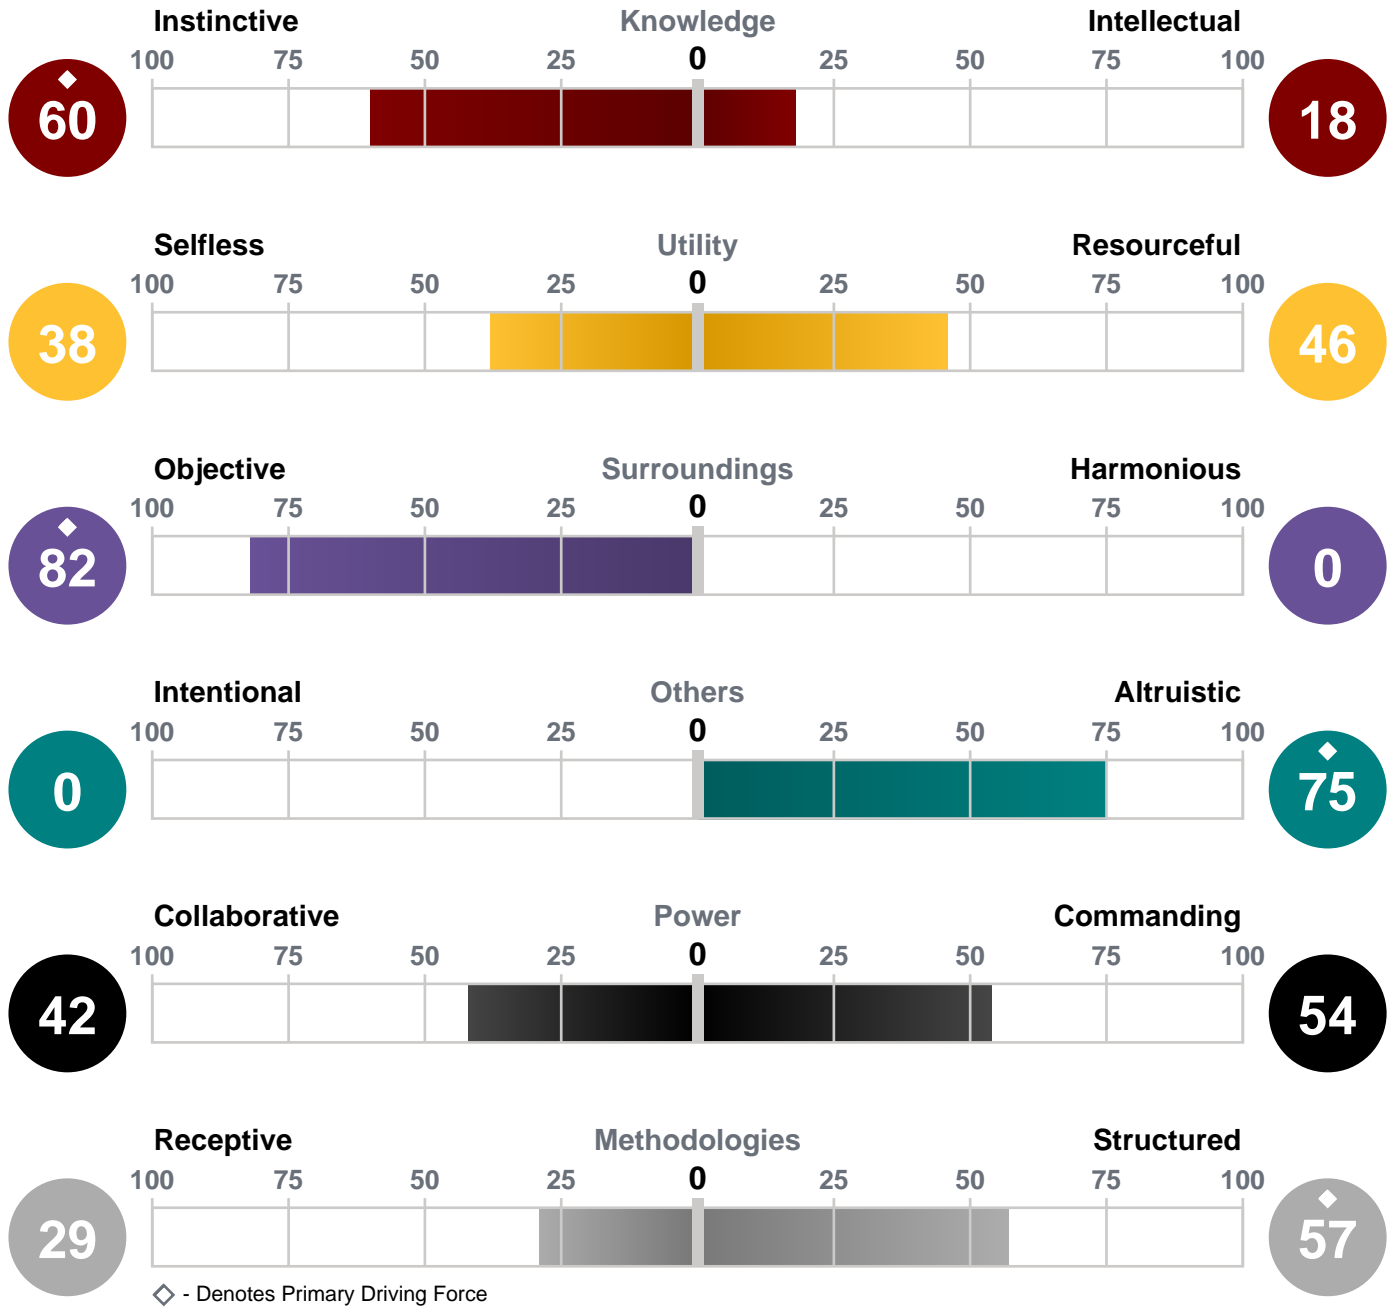 Instinctive Knowledge Intellectual
100 75 50 25 0 25 50 75 100
60 18
Selfless Utility Resourceful
100 75 50 25 0 25 50 75 100
38 46
Objective Surroundings Harmonious
100 75 50 25 0 25 50 75 100
82 0
Intentional Others Altruistic
100 75 50 25 0 25 50 75 100
0 75
Collaborative Power Commanding
100 75 50 25 0 25 50 75 100
42 54
Receptive Methodologies Structured
100 75 50 25 0 25 50 75 100
29 57
- Denotes Primary Driving Force